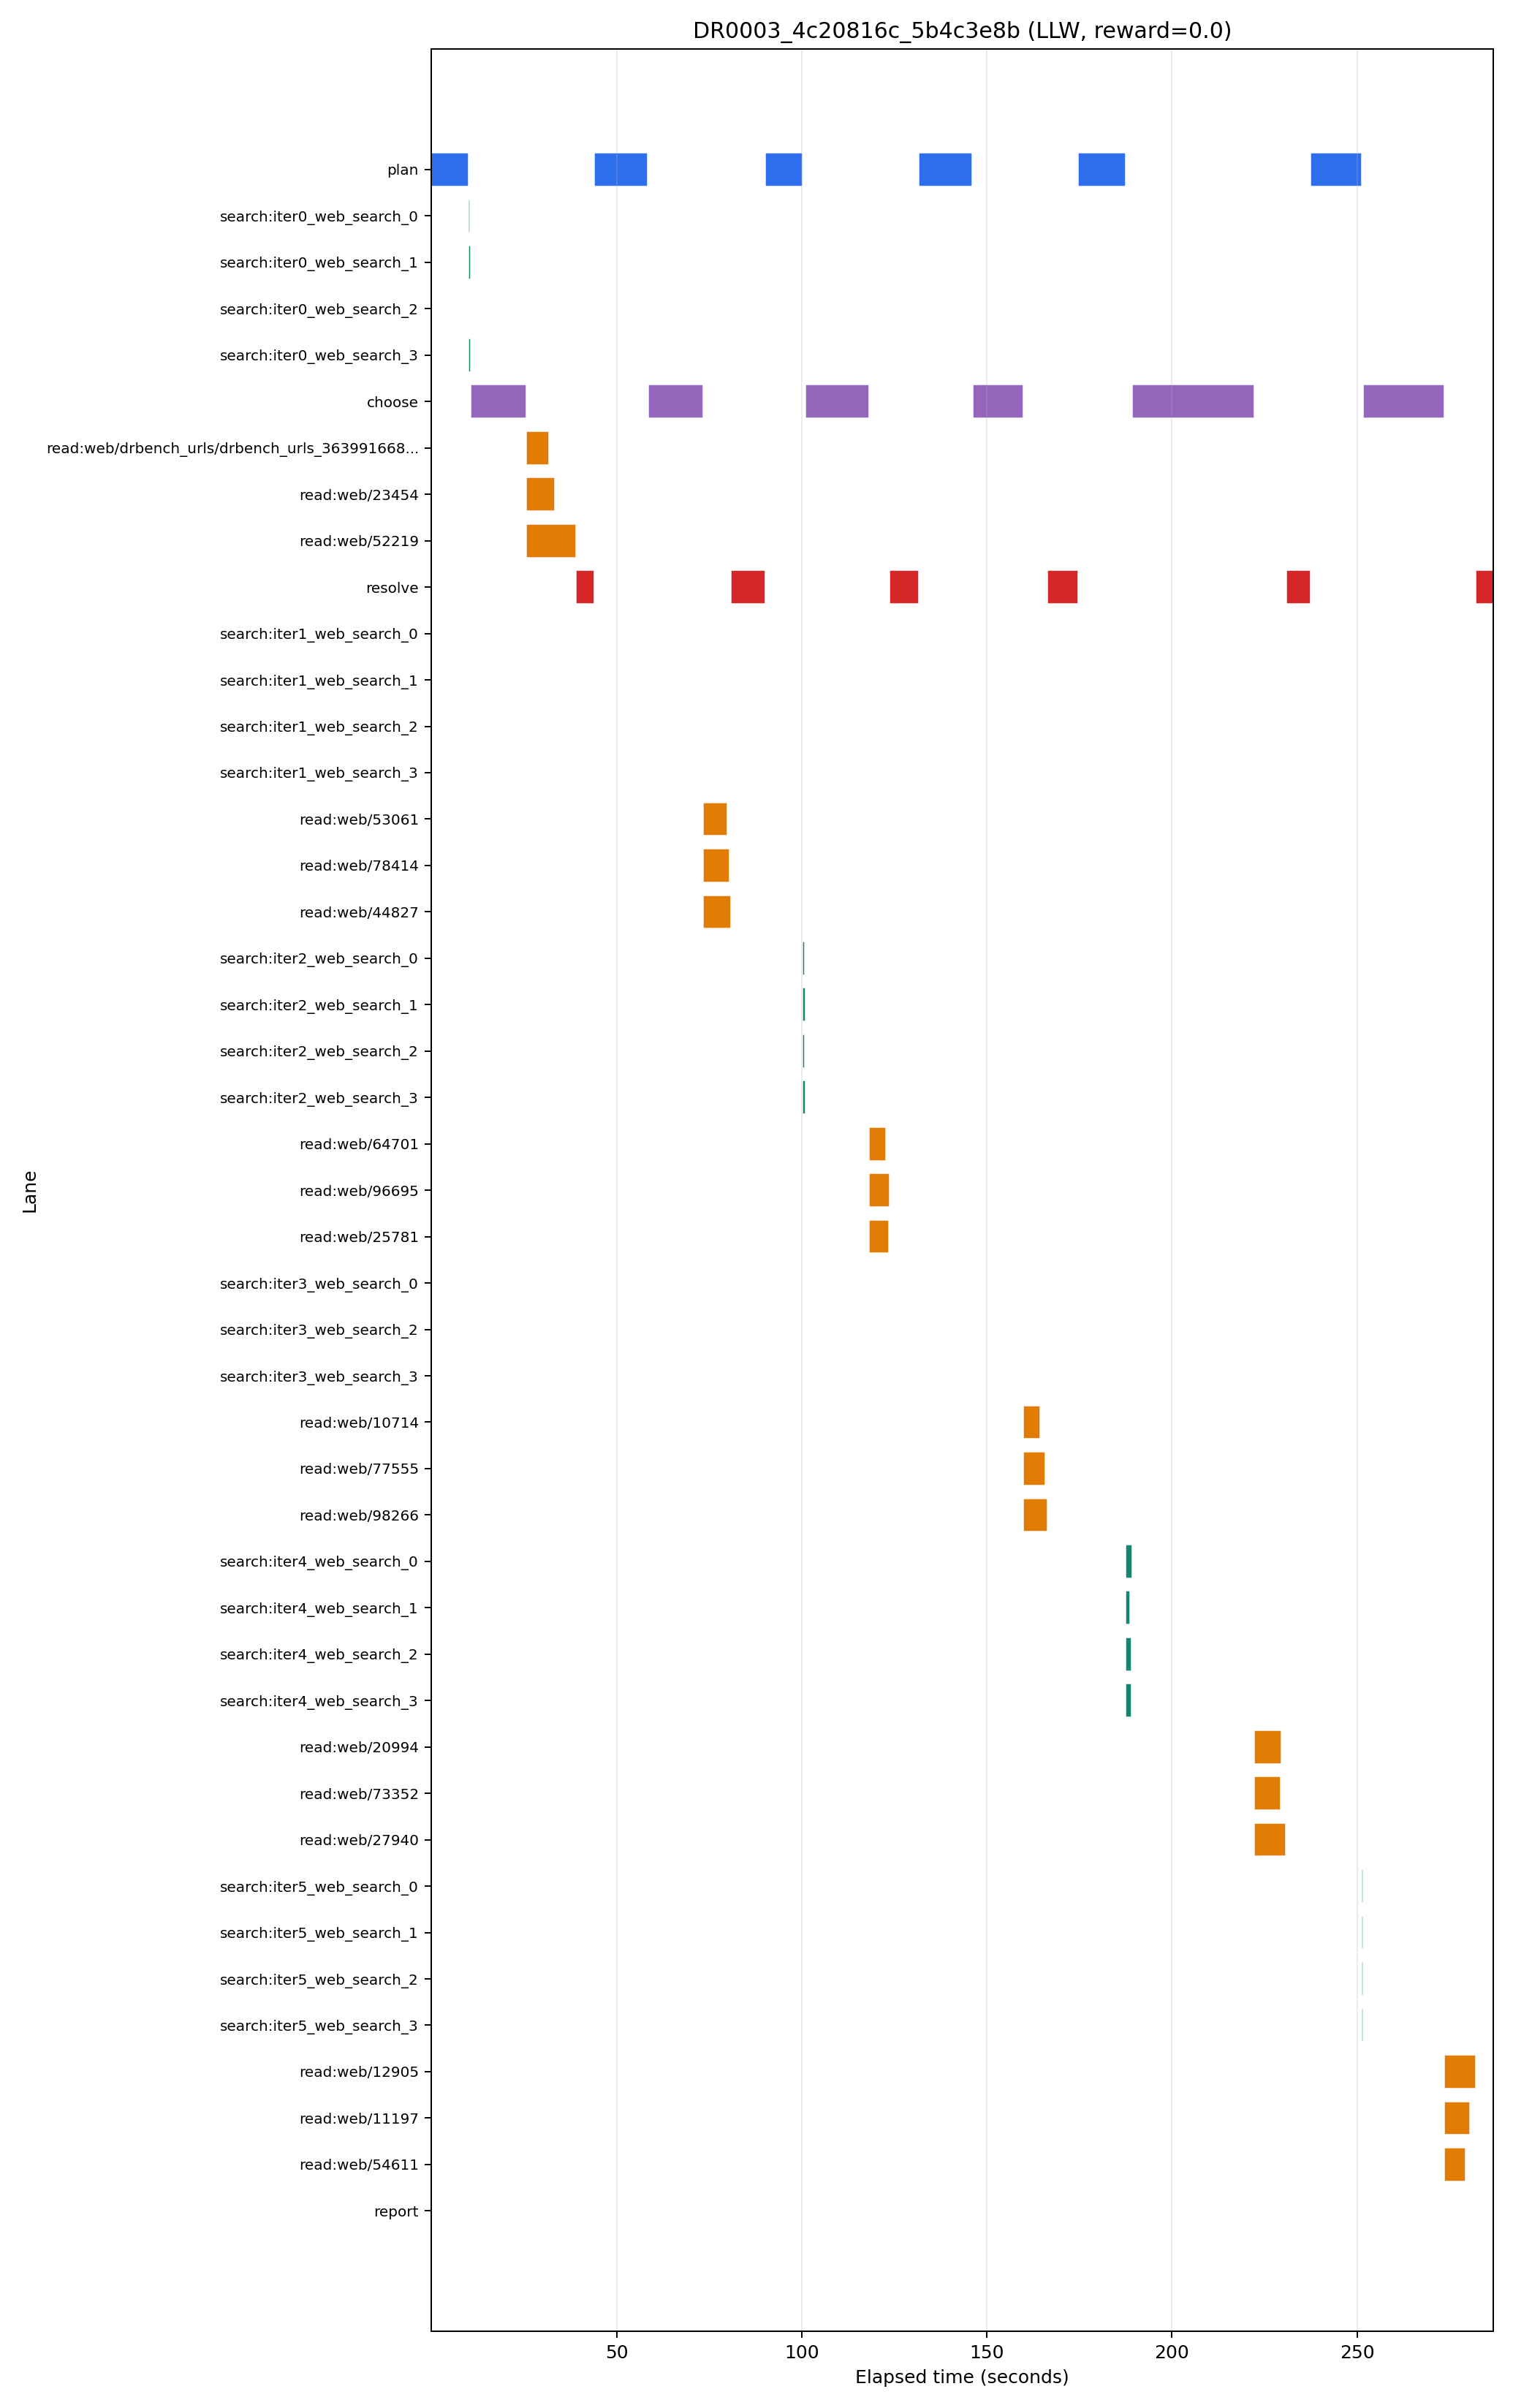 DR0003_4c20816c_5b4c3e8b (LLW, reward=0.0)
plan
search:iter0_web_search_0
search:iter0_web_search_1
search:iter0_web_search_2
search:iter0_web_search_3
choose
read:web/drbench_urls/drbench_urls_363991668...
read:web/23454
read:web/52219
resolve
search:iter1_web_search_0
search:iter1_web_search_1
search:iter1_web_search_2
search:iter1_web_search_3
read:web/53061
read:web/78414
read:web/44827
search:iter2_web_search_0
search:iter2_web_search_1
search:iter2_web_search_2
search:iter2_web_search_3
read:web/64701
read:web/96695
read:web/25781
search:iter3_web_search_0
search:iter3_web_search_2
search:iter3_web_search_3
read:web/10714
read:web/77555
read:web/98266
search:iter4_web_search_0
search:iter4_web_search_1
search:iter4_web_search_2
search:iter4_web_search_3
read:web/20994
read:web/73352
read:web/27940
search:iter5_web_search_0
search:iter5_web_search_1
search:iter5_web_search_2
search:iter5_web_search_3
read:web/12905
read:web/11197
read:web/54611
report
Lane
50 100 150 200 250
Elapsed time (seconds)